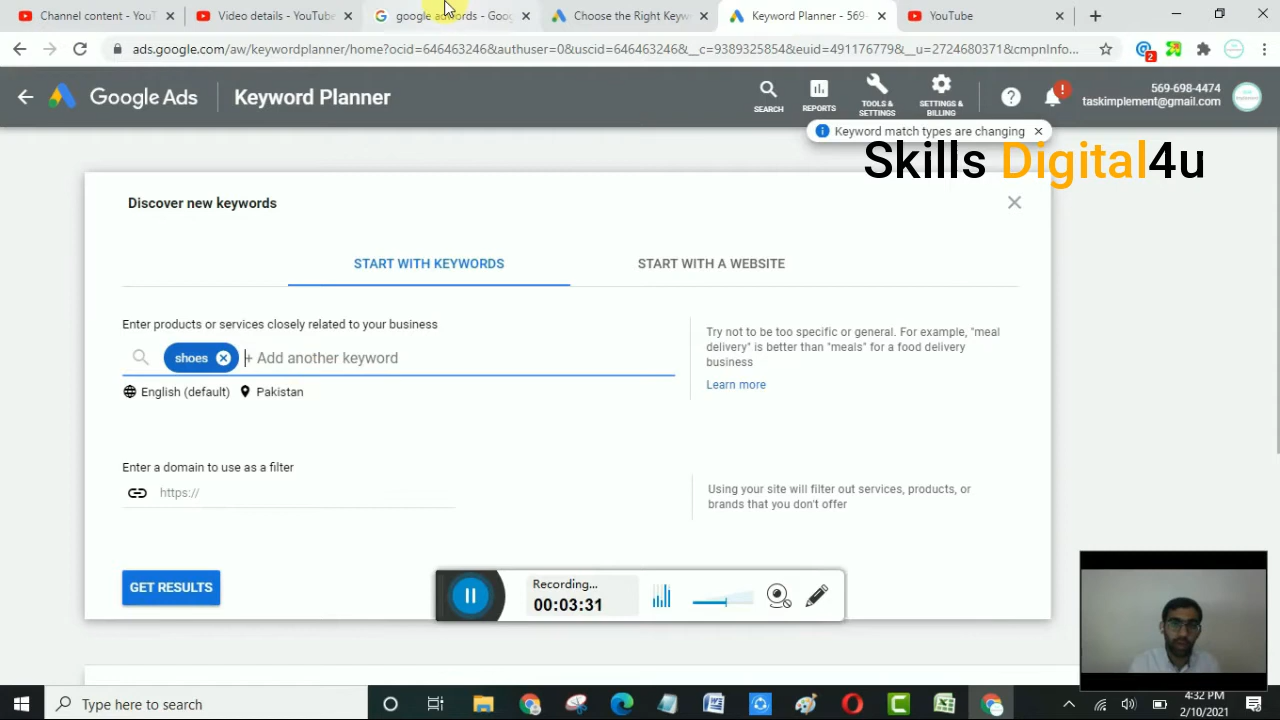 Channel content - YouT
Video details - YouTube
google adwords - Goog
Choose the Right Keyw
Keyword Planner - 569-
YouTube
ads.google.com/aw/keywordplanner/home?ocid=646463246&authuser=0&uscid=646463246&__c=9389325854&euid=491176779&__u=2724680371&cmpnInfo...
2
Google Ads
Keyword Planner
SEARCH
REPORTS
TOOLS &
SETTINGS
SETTINGS &
BILLING
569-698-4474
taskimplement@gmail.com
Keyword match types are changing
Skills Digital4u
Discover new keywords
START WITH KEYWORDS
START WITH A WEBSITE
Enter products or services closely related to your business
shoes
+ Add another keyword
English (default)
Pakistan
Try not to be too specific or general. For example, "meal
delivery" is better than "meals" for a food delivery
business
Learn more
Enter a domain to use as a filter
https://
Using your site will filter out services, products, or
brands that you don't offer
GET RESULTS
Recording...
00:03:31
Type here to search
4:32 PM
2/10/2021